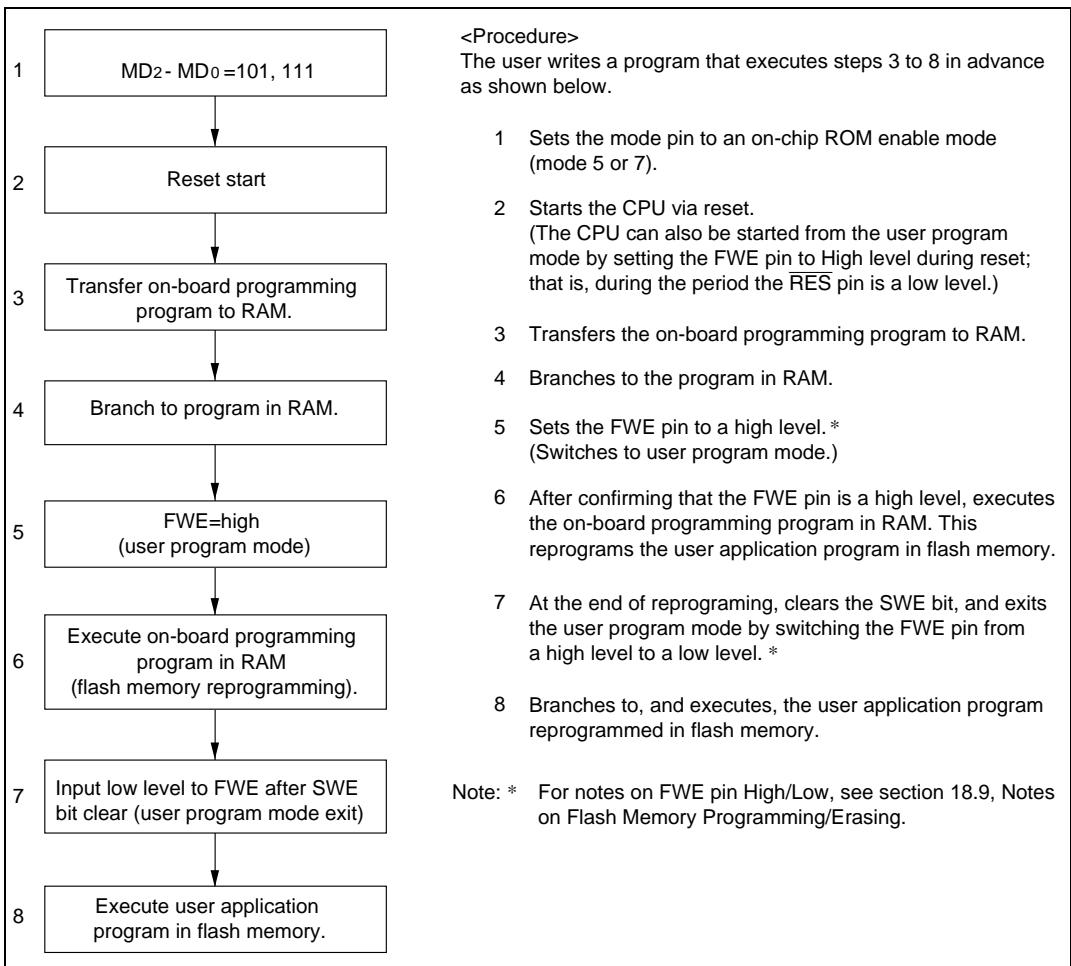 1
MD2 - MD0 =101, 111
2
Reset start
3
Transfer on-board programming
program to RAM.
4
Branch to program in RAM.
5
FWE=high
(user program mode)
6
Execute on-board programming
program in RAM
(flash memory reprogramming).
7
Input low level to FWE after SWE
bit clear (user program mode exit)
8
Execute user application
program in flash memory.
<Procedure>
The user writes a program that executes steps 3 to 8 in advance
as shown below.
1 Sets the mode pin to an on-chip ROM enable mode
(mode 5 or 7).
2 Starts the CPU via reset.
(The CPU can also be started from the user program
mode by setting the FWE pin to High level during reset;
that is, during the period the RES pin is a low level.)
3 Transfers the on-board programming program to RAM.
4 Branches to the program in RAM.
5 Sets the FWE pin to a high level. *
(Switches to user program mode.)
6 After confirming that the FWE pin is a high level, executes
the on-board programming program in RAM. This
reprograms the user application program in flash memory.
7 At the end of reprograming, clears the SWE bit, and exits
the user program mode by switching the FWE pin from
a high level to a low level. *
8 Branches to, and executes, the user application program
reprogrammed in flash memory.
Note: * For notes on FWE pin High/Low, see section 18.9, Notes
on Flash Memory Programming/Erasing.